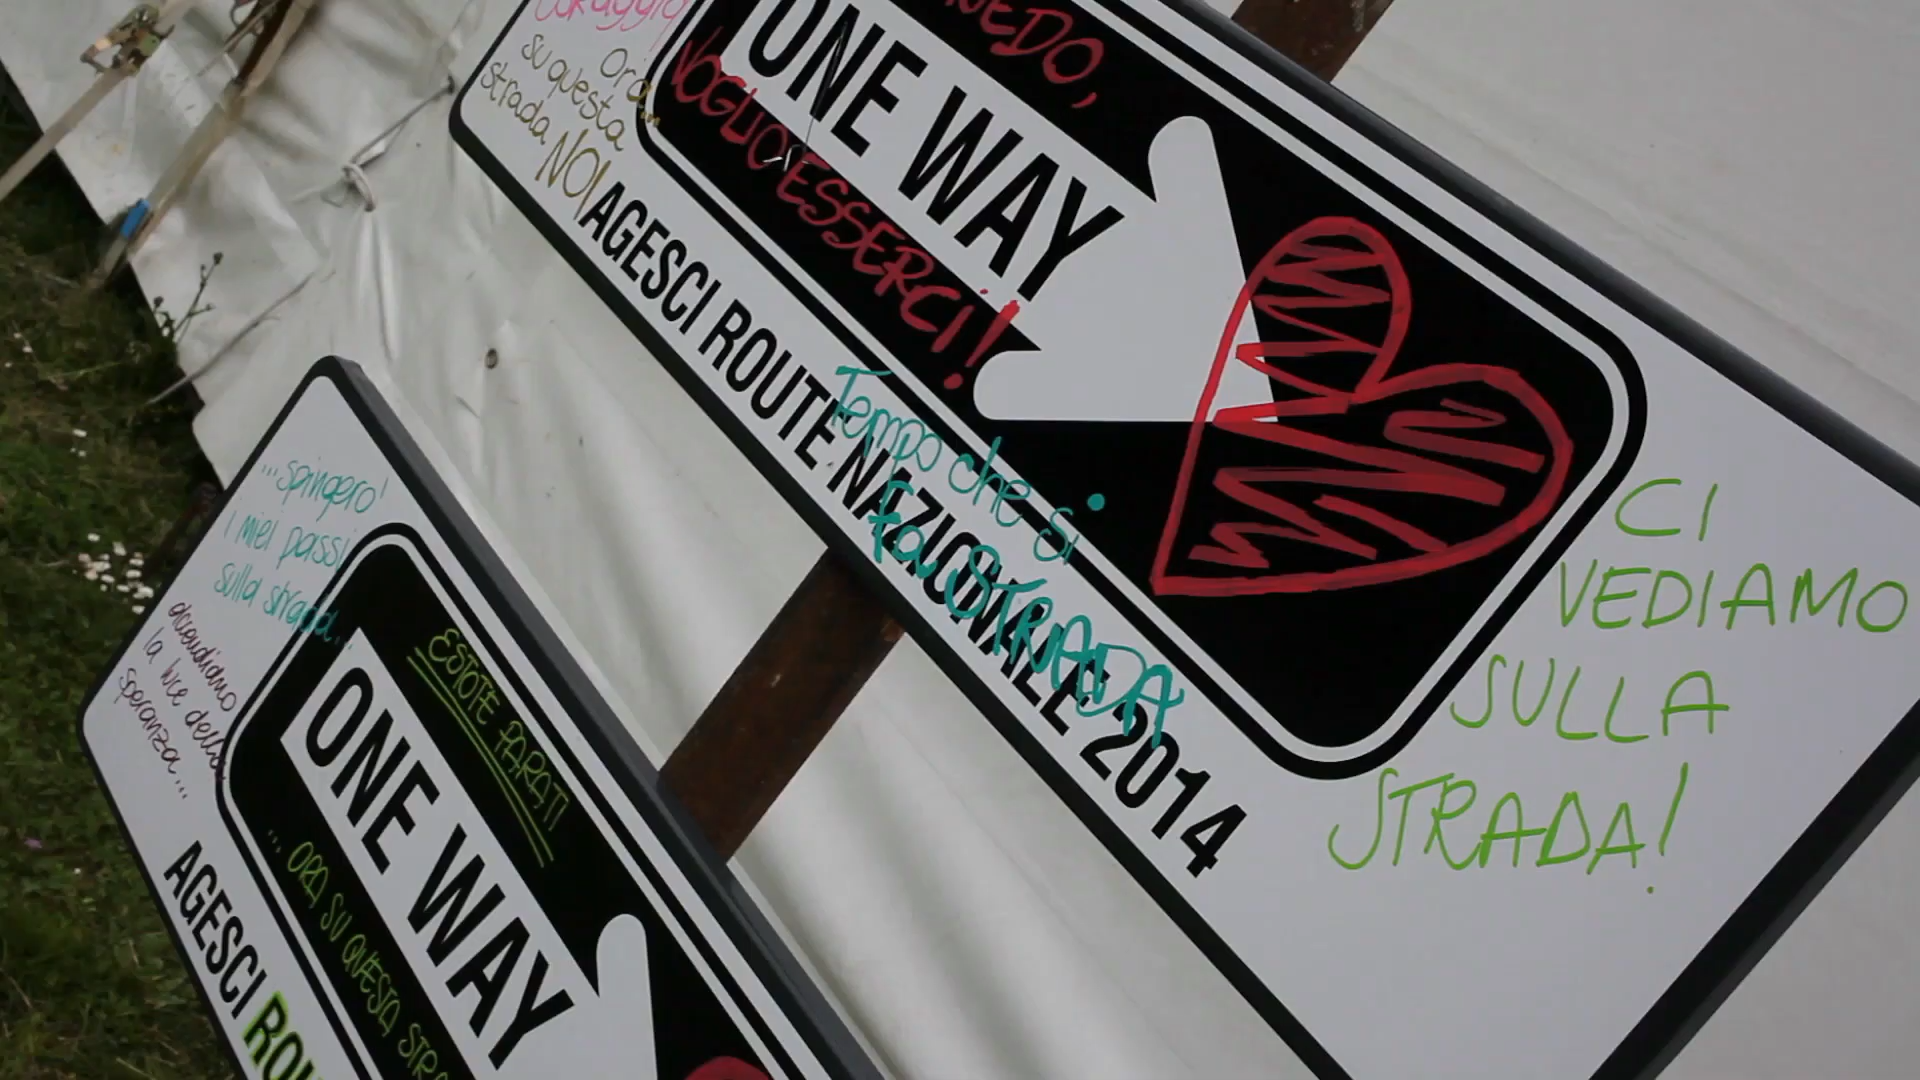 ONE WAY
VOGLIO ESSERCI!
Ora...
su questa
strada
NOI
AGESCI ROUTE NAZIONALE 2014
Tempo che si
fa STRADA
CI
VEDIAMO
SULLA
STRADA!
...spingerò
i miei passi
sulla strada...
accendiamo
la luce della
speranza...
ESTOTE PARATI
ONE WAY
... ORA SU QUESTA
AGESCI